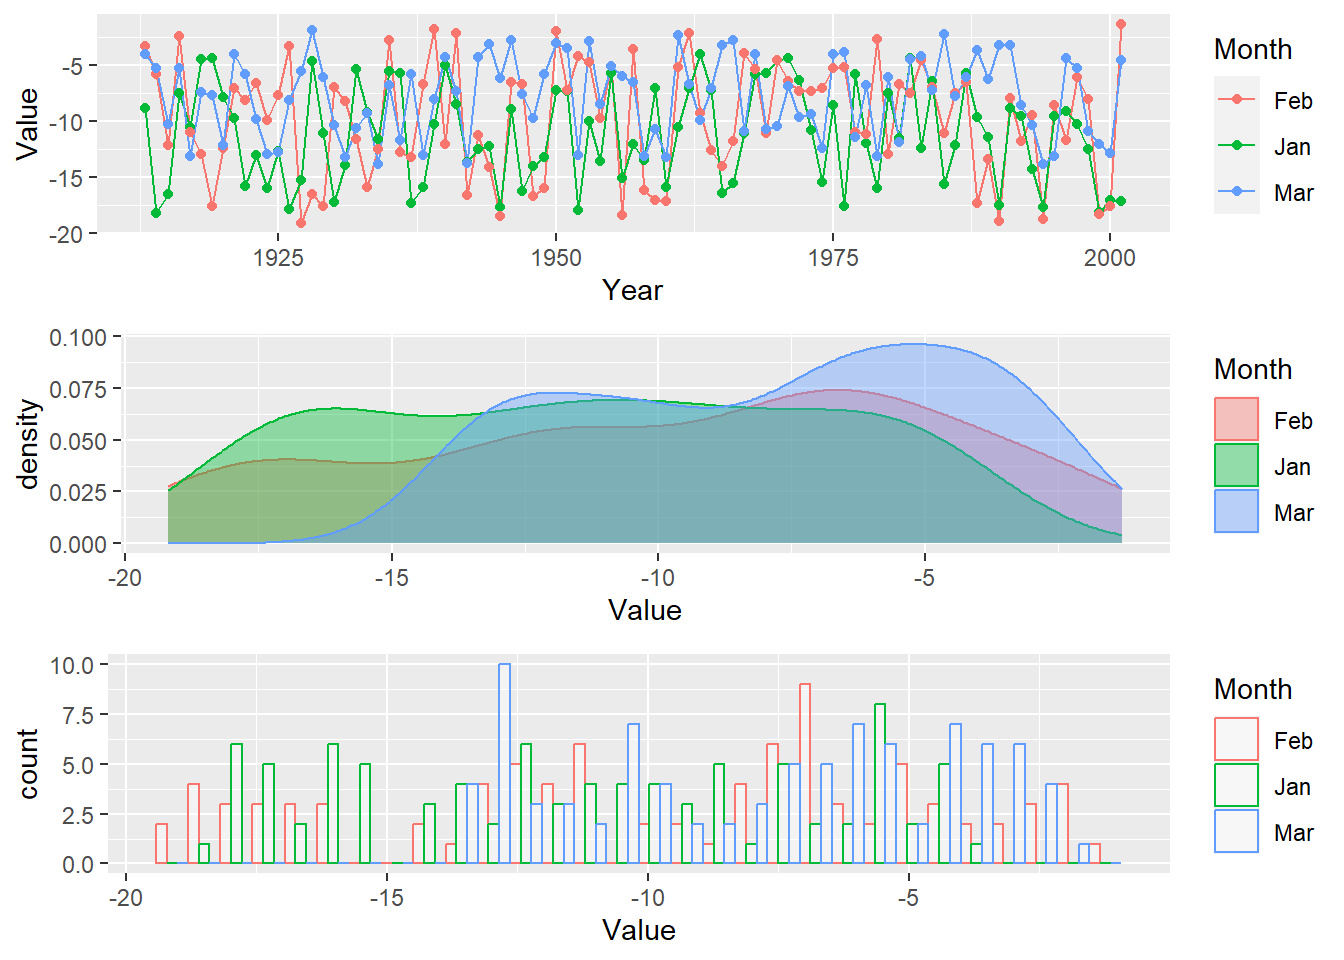 Value
-5
-10
-15
-20
1925 1950 1975 2000
Year
Month
Feb
Jan
Mar
density
0.100
0.075
0.050
0.025
0.000
-20 -15 -10 -5
Value
Month
Feb
Jan
Mar
count
10.0
7.5
5.0
2.5
0.0
-20 -15 -10 -5
Value
Month
Feb
Jan
Mar